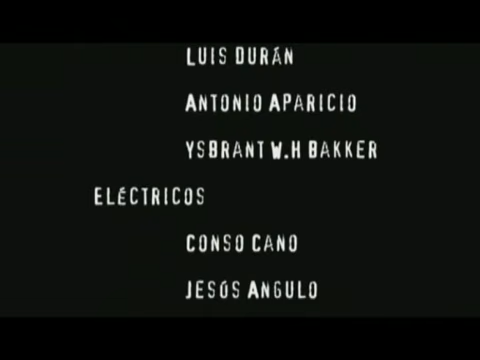 LUIS DURÁN
ANTONIO APARICIO
YSBRANT W.H BAKKER
ELÉCTRICOS
CONSO CANO
JESÚS ANGULO